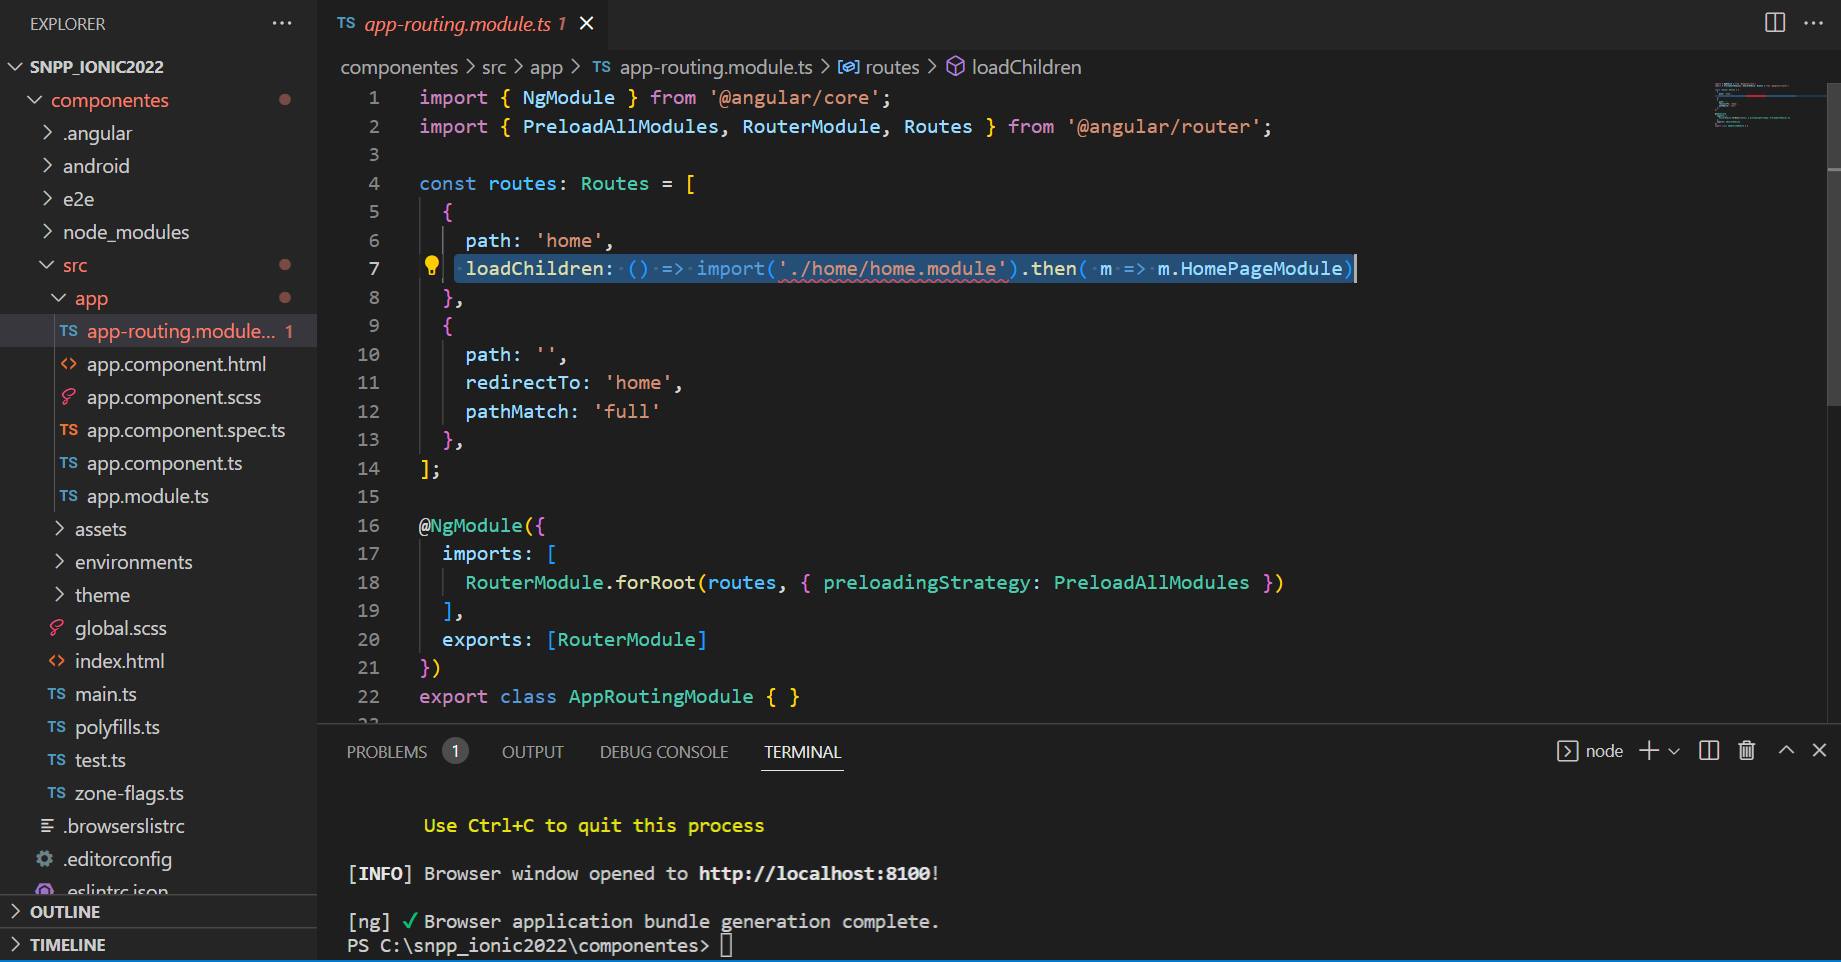 EXPLORER
SNPP_IONIC2022
componentes
.angular
android
e2e
node_modules
src
app
TS app-routing.module... 1
<> app.component.html
app.component.scss
TS app.component.spec.ts
TS app.component.ts
TS app.module.ts
assets
environments
theme
global.scss
<> index.html
TS main.ts
TS polyfills.ts
TS test.ts
TS zone-flags.ts
.browserslistrc
.editorconfig
.eslintrc.json
OUTLINE
TIMELINE
TS app-routing.module.ts 1
componentes > src > app > TS app-routing.module.ts > routes > loadChildren
1 import { NgModule } from '@angular/core';
2 import { PreloadAllModules, RouterModule, Routes } from '@angular/router';
3
4 const routes: Routes = [
5 {
6 path: 'home',
7 loadChildren: () => import('./home/home.module').then( m => m.HomePageModule)
8 },
9 {
10 path: '',
11 redirectTo: 'home',
12 pathMatch: 'full'
13 },
14 ];
15
16 @NgModule({
17 imports: [
18 RouterModule.forRoot(routes, { preloadingStrategy: PreloadAllModules })
19 ],
20 exports: [RouterModule]
21 })
22 export class AppRoutingModule { }
23
PROBLEMS 1 OUTPUT DEBUG CONSOLE TERMINAL node
Use Ctrl+C to quit this process
[INFO] Browser window opened to http://localhost:8100!
[ng] ✓ Browser application bundle generation complete.
PS C:\snpp_ionic2022\componentes>